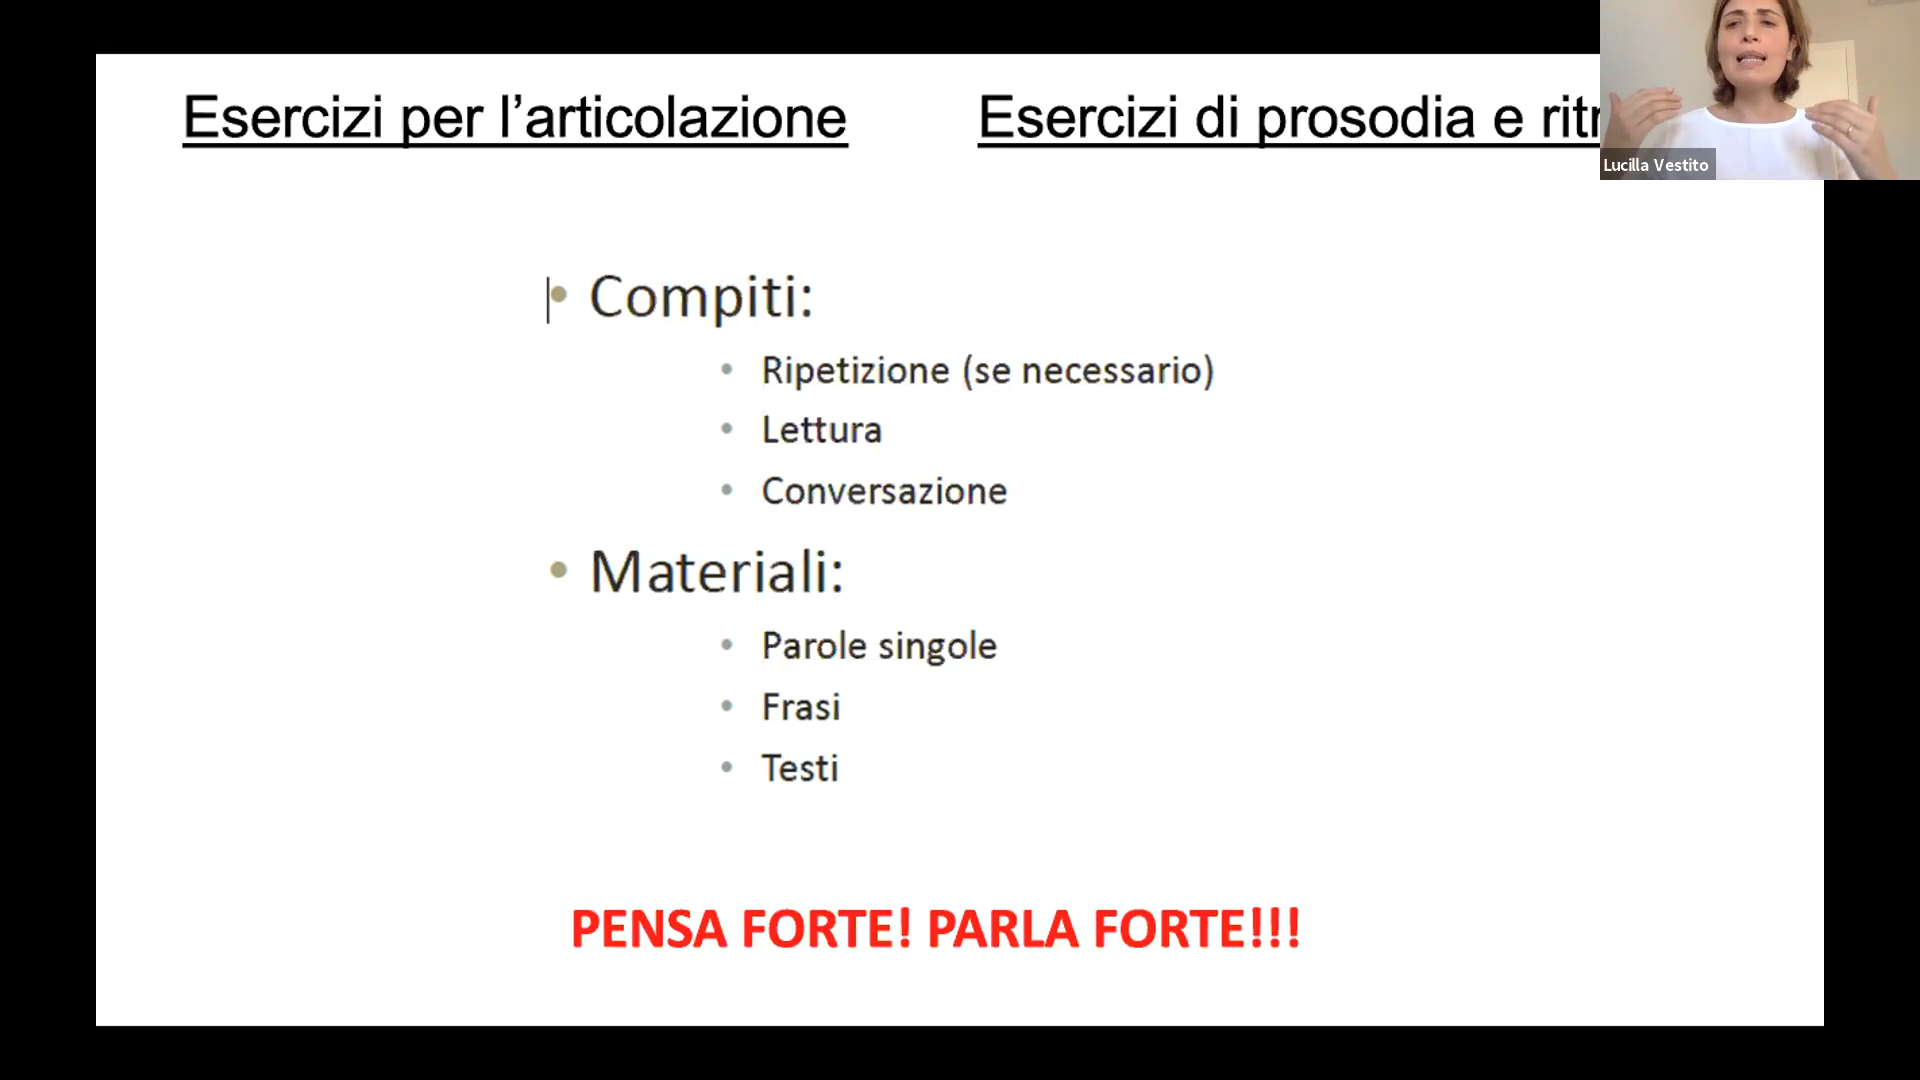 Esercizi per l’articolazione
Esercizi di prosodia e
Lucilla Vestito
• Compiti:
• Ripetizione (se necessario)
• Lettura
• Conversazione
• Materiali:
• Parole singole
• Frasi
• Testi
PENSA FORTE! PARLA FORTE!!!